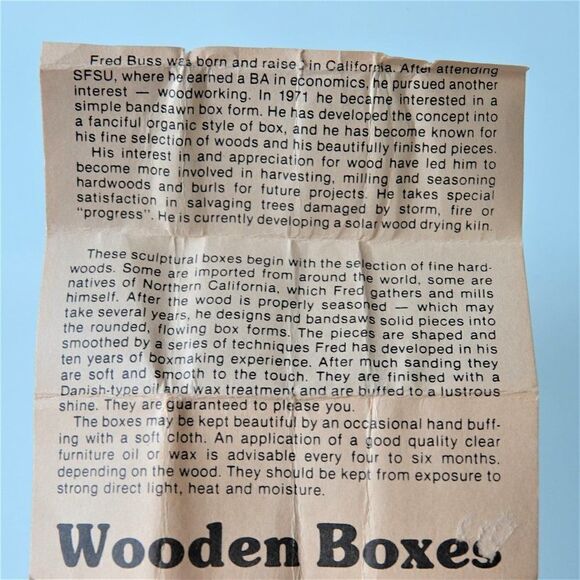 Fred Buss was born and raised in California. After attending
SFSU, where he earned a BA in economics, he pursued another
interest — woodworking. In 1971 he became interested in a
simple bandsawn box form. He has developed the concept into
a fanciful organic style of box, and he has become known for
his fine selection of woods and his beautifully finished pieces.
His interest in and appreciation for wood have led him to
become more involved in harvesting, milling and seasoning
hardwoods and burls for future projects. He takes special
satisfaction in salvaging trees damaged by storm, fire or
"progress". He is currently developing a solar wood drying kiln.
These sculptural boxes begin with the selection of fine hard-
woods. Some are imported from around the world, some are
natives of Northern California, which Fred gathers and mills
himself. After the wood is properly seasoned — which may
take several years, he designs and bandsaws solid pieces into
the rounded, flowing box forms. The pieces are shaped and
smoothed by a series of techniques Fred has developed in his
ten years of boxmaking experience. After much sanding they
are soft and smooth to the touch. They are finished with a
Danish-type oil and wax treatment and are buffed to a lustrous
shine. They are guaranteed to please you.
The boxes may be kept beautiful by an occasional hand buff-
ing with a soft cloth. An application of a good quality clear
furniture oil or wax is advisable every four to six months,
depending on the wood. They should be kept from exposure to
strong direct light, heat and moisture.
Wooden Boxes